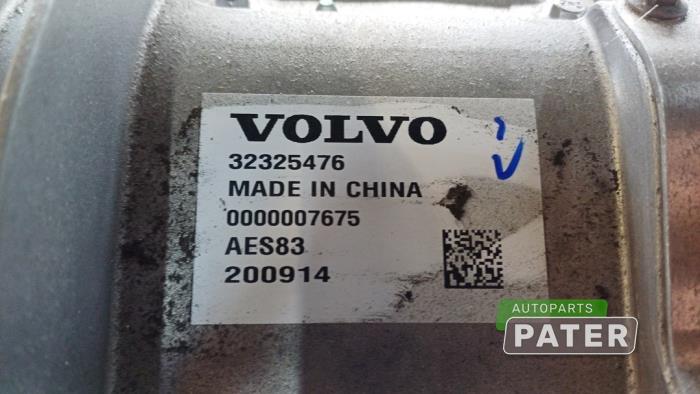 VOLVO
32325476
MADE IN CHINA
0000007675
AES83
200914
AUTOPARTS
PATER